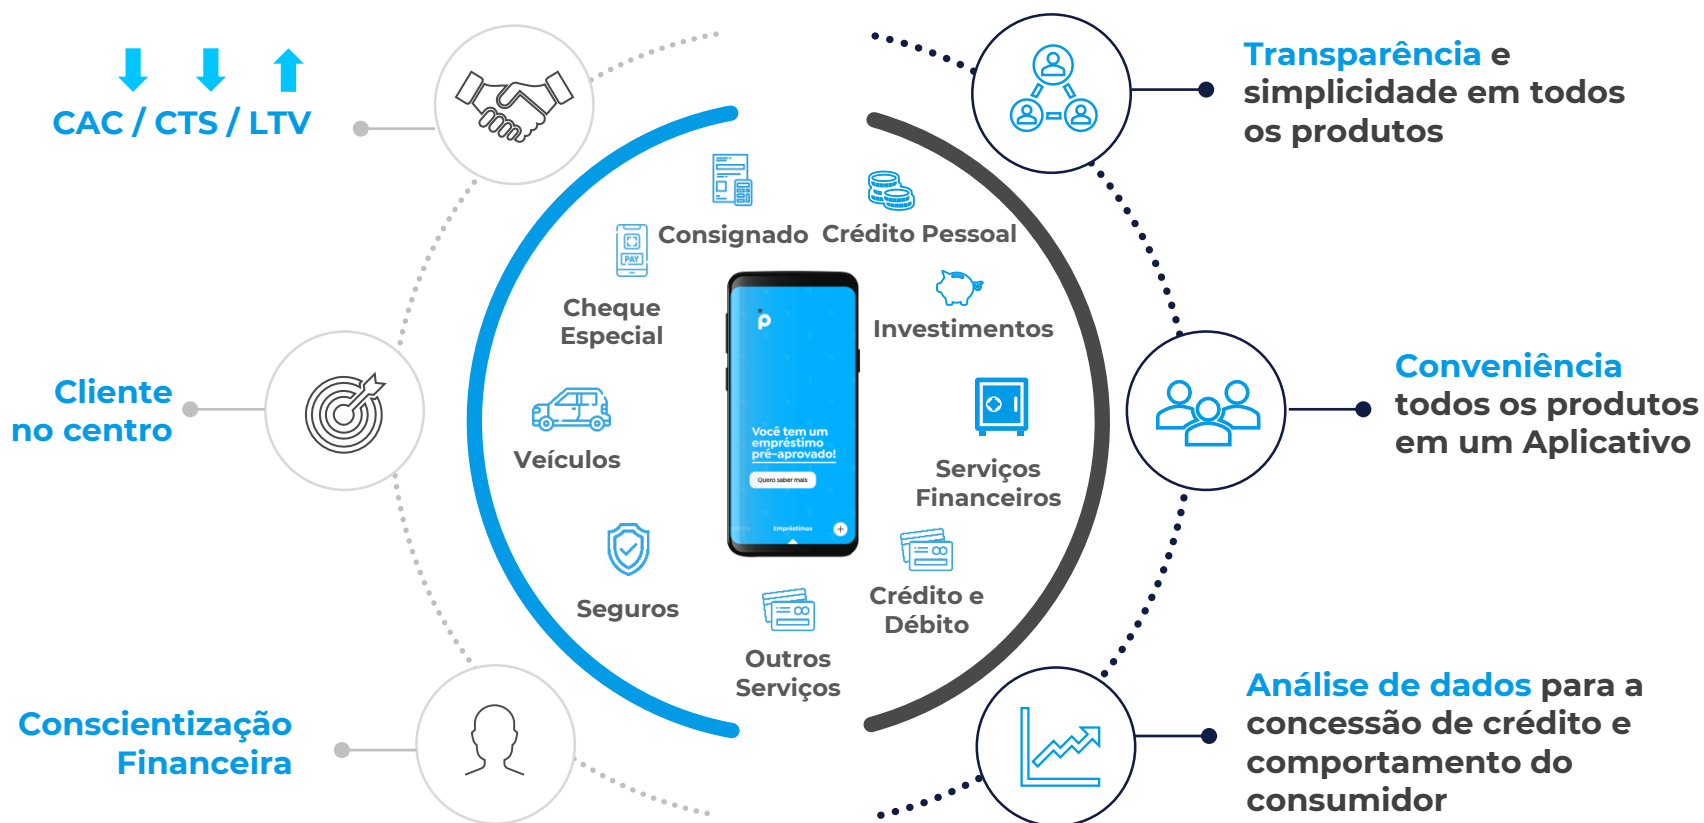 CAC / CTS / LTV
Transparência e
simplicidade em todos
os produtos
Consignado
Crédito Pessoal
PAY
Cheque
Especial
Investimentos
Cliente
no centro
Conveniência
todos os produtos
em um Aplicativo
Veículos
Você tem um
empréstimo
pré-aprovado!
Quero saber mais
Empréstimos
Serviços
Financeiros
Seguros
Crédito e
Débito
Outros
Serviços
Conscientização
Financeira
Análise de dados para a
concessão de crédito e
comportamento do
consumidor